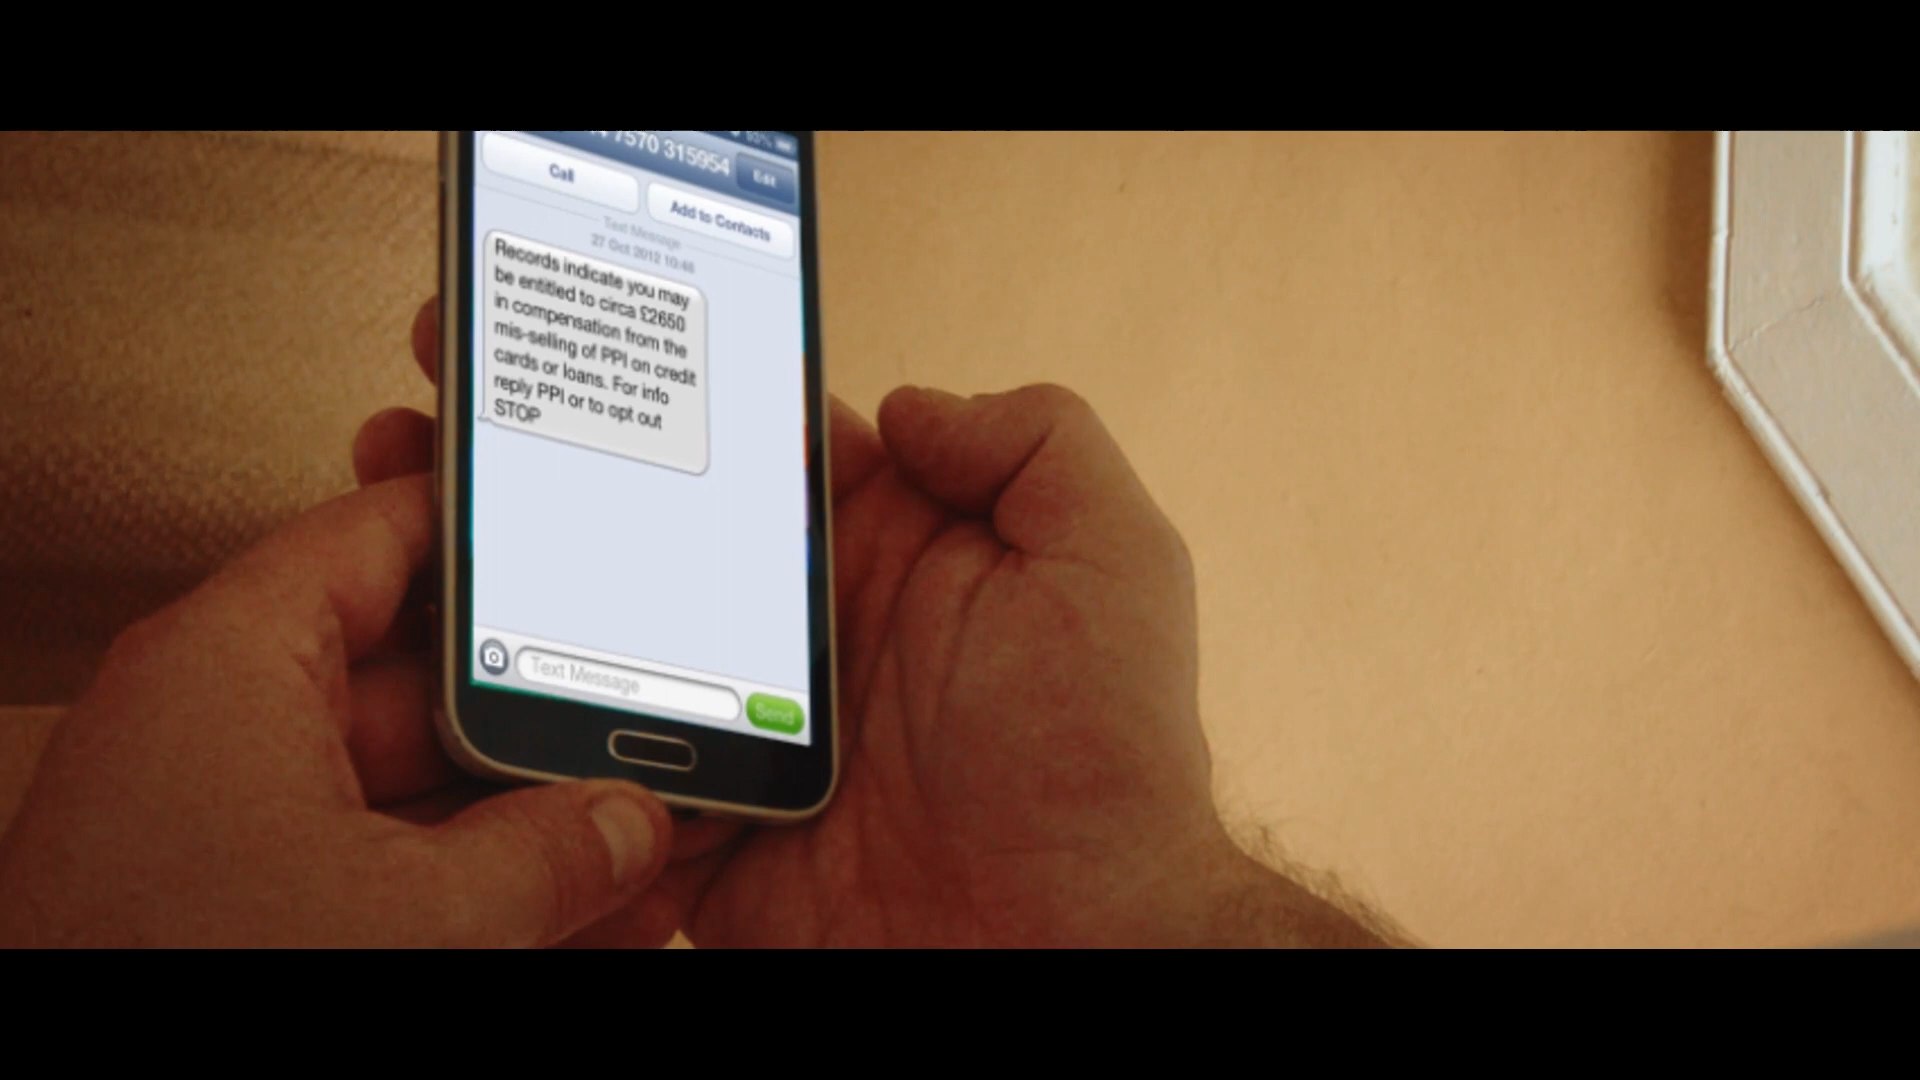 7570 315954
Edit
Call
Add to Contacts
Text Message
27 Oct 2012 10:48
Records indicate you may
be entitled to circa £2650
in compensation from the
mis-selling of PPI on credit
cards or loans. For info
reply PPI or to opt out
STOP
Text Message
Send